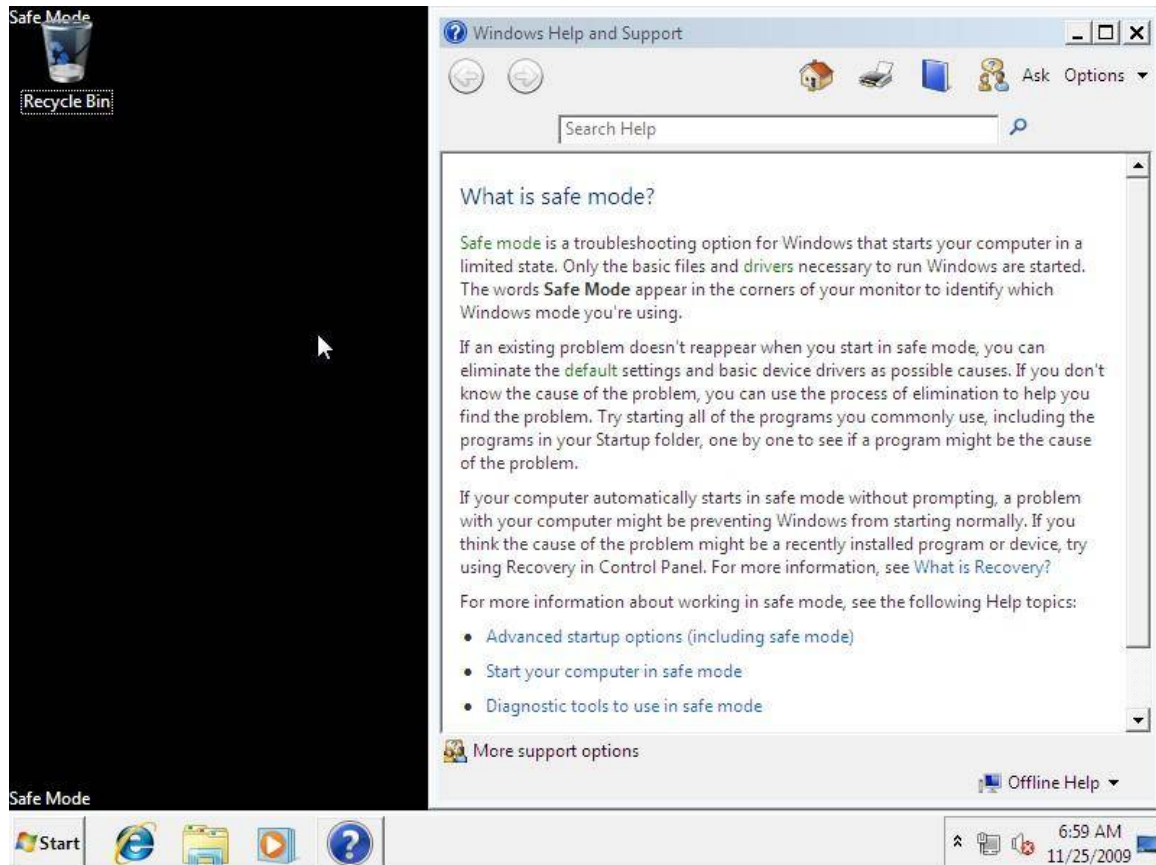 Safe Mode
Recycle Bin
Windows Help and Support
Ask Options
Search Help
What is safe mode?
Safe mode is a troubleshooting option for Windows that starts your computer in a
limited state. Only the basic files and drivers necessary to run Windows are started.
The words Safe Mode appear in the corners of your monitor to identify which
Windows mode you're using.
If an existing problem doesn't reappear when you start in safe mode, you can
eliminate the default settings and basic device drivers as possible causes. If you don't
know the cause of the problem, you can use the process of elimination to help you
find the problem. Try starting all of the programs you commonly use, including the
programs in your Startup folder, one by one to see if a program might be the cause
of the problem.
If your computer automatically starts in safe mode without prompting, a problem
with your computer might be preventing Windows from starting normally. If you
think the cause of the problem might be a recently installed program or device, try
using Recovery in Control Panel. For more information, see What is Recovery?
For more information about working in safe mode, see the following Help topics:
• Advanced startup options (including safe mode)
• Start your computer in safe mode
• Diagnostic tools to use in safe mode
More support options
Offline Help
Safe Mode
Start
6:59 AM
11/25/2009